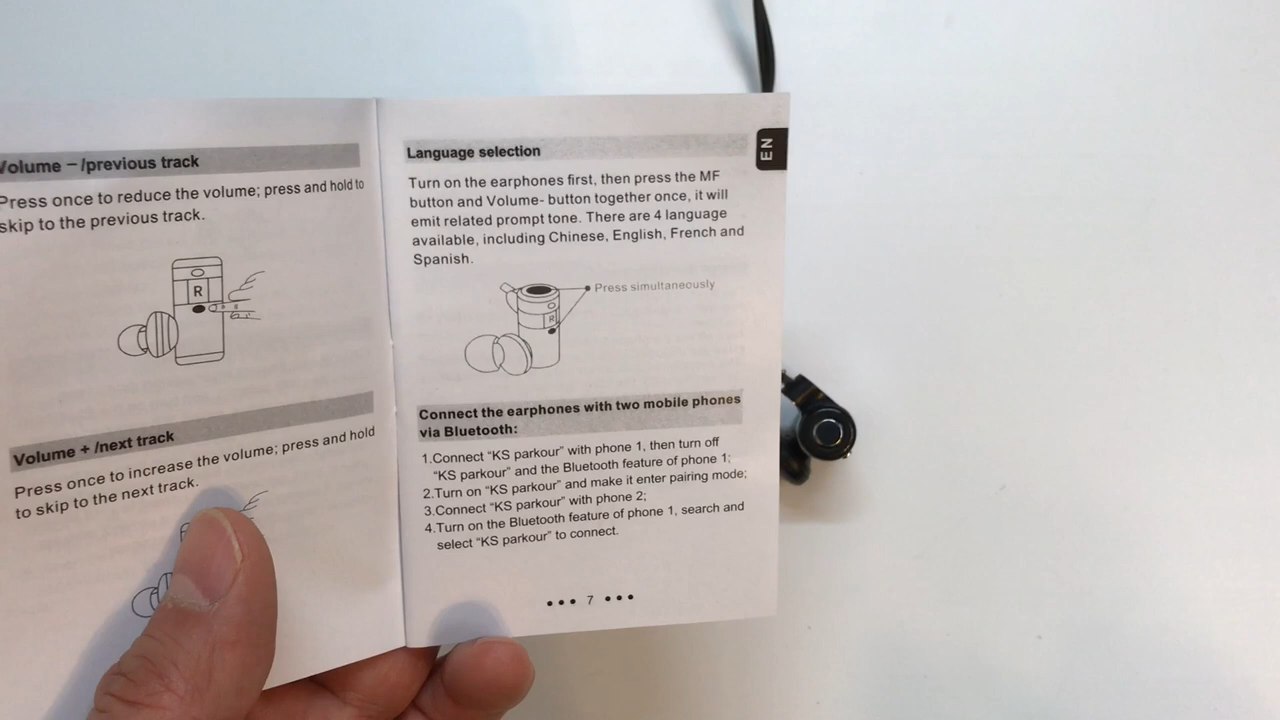 Volume – /previous track
Press once to reduce the volume; press and hold to
skip to the previous track.
R
Volume + /next track
Press once to increase the volume; press and hold
to skip to the next track.
EN
Language selection
Turn on the earphones first, then press the MF
button and Volume- button together once, it will
emit related prompt tone. There are 4 language
available, including Chinese, English, French and
Spanish.
Press simultaneously
R
Connect the earphones with two mobile phones
via Bluetooth:
1.Connect “KS parkour” with phone 1, then turn off
“KS parkour” and the Bluetooth feature of phone 1;
2.Turn on “KS parkour” and make it enter pairing mode;
3.Connect “KS parkour” with phone 2;
4.Turn on the Bluetooth feature of phone 1, search and
select “KS parkour” to connect.
••• 7 •••